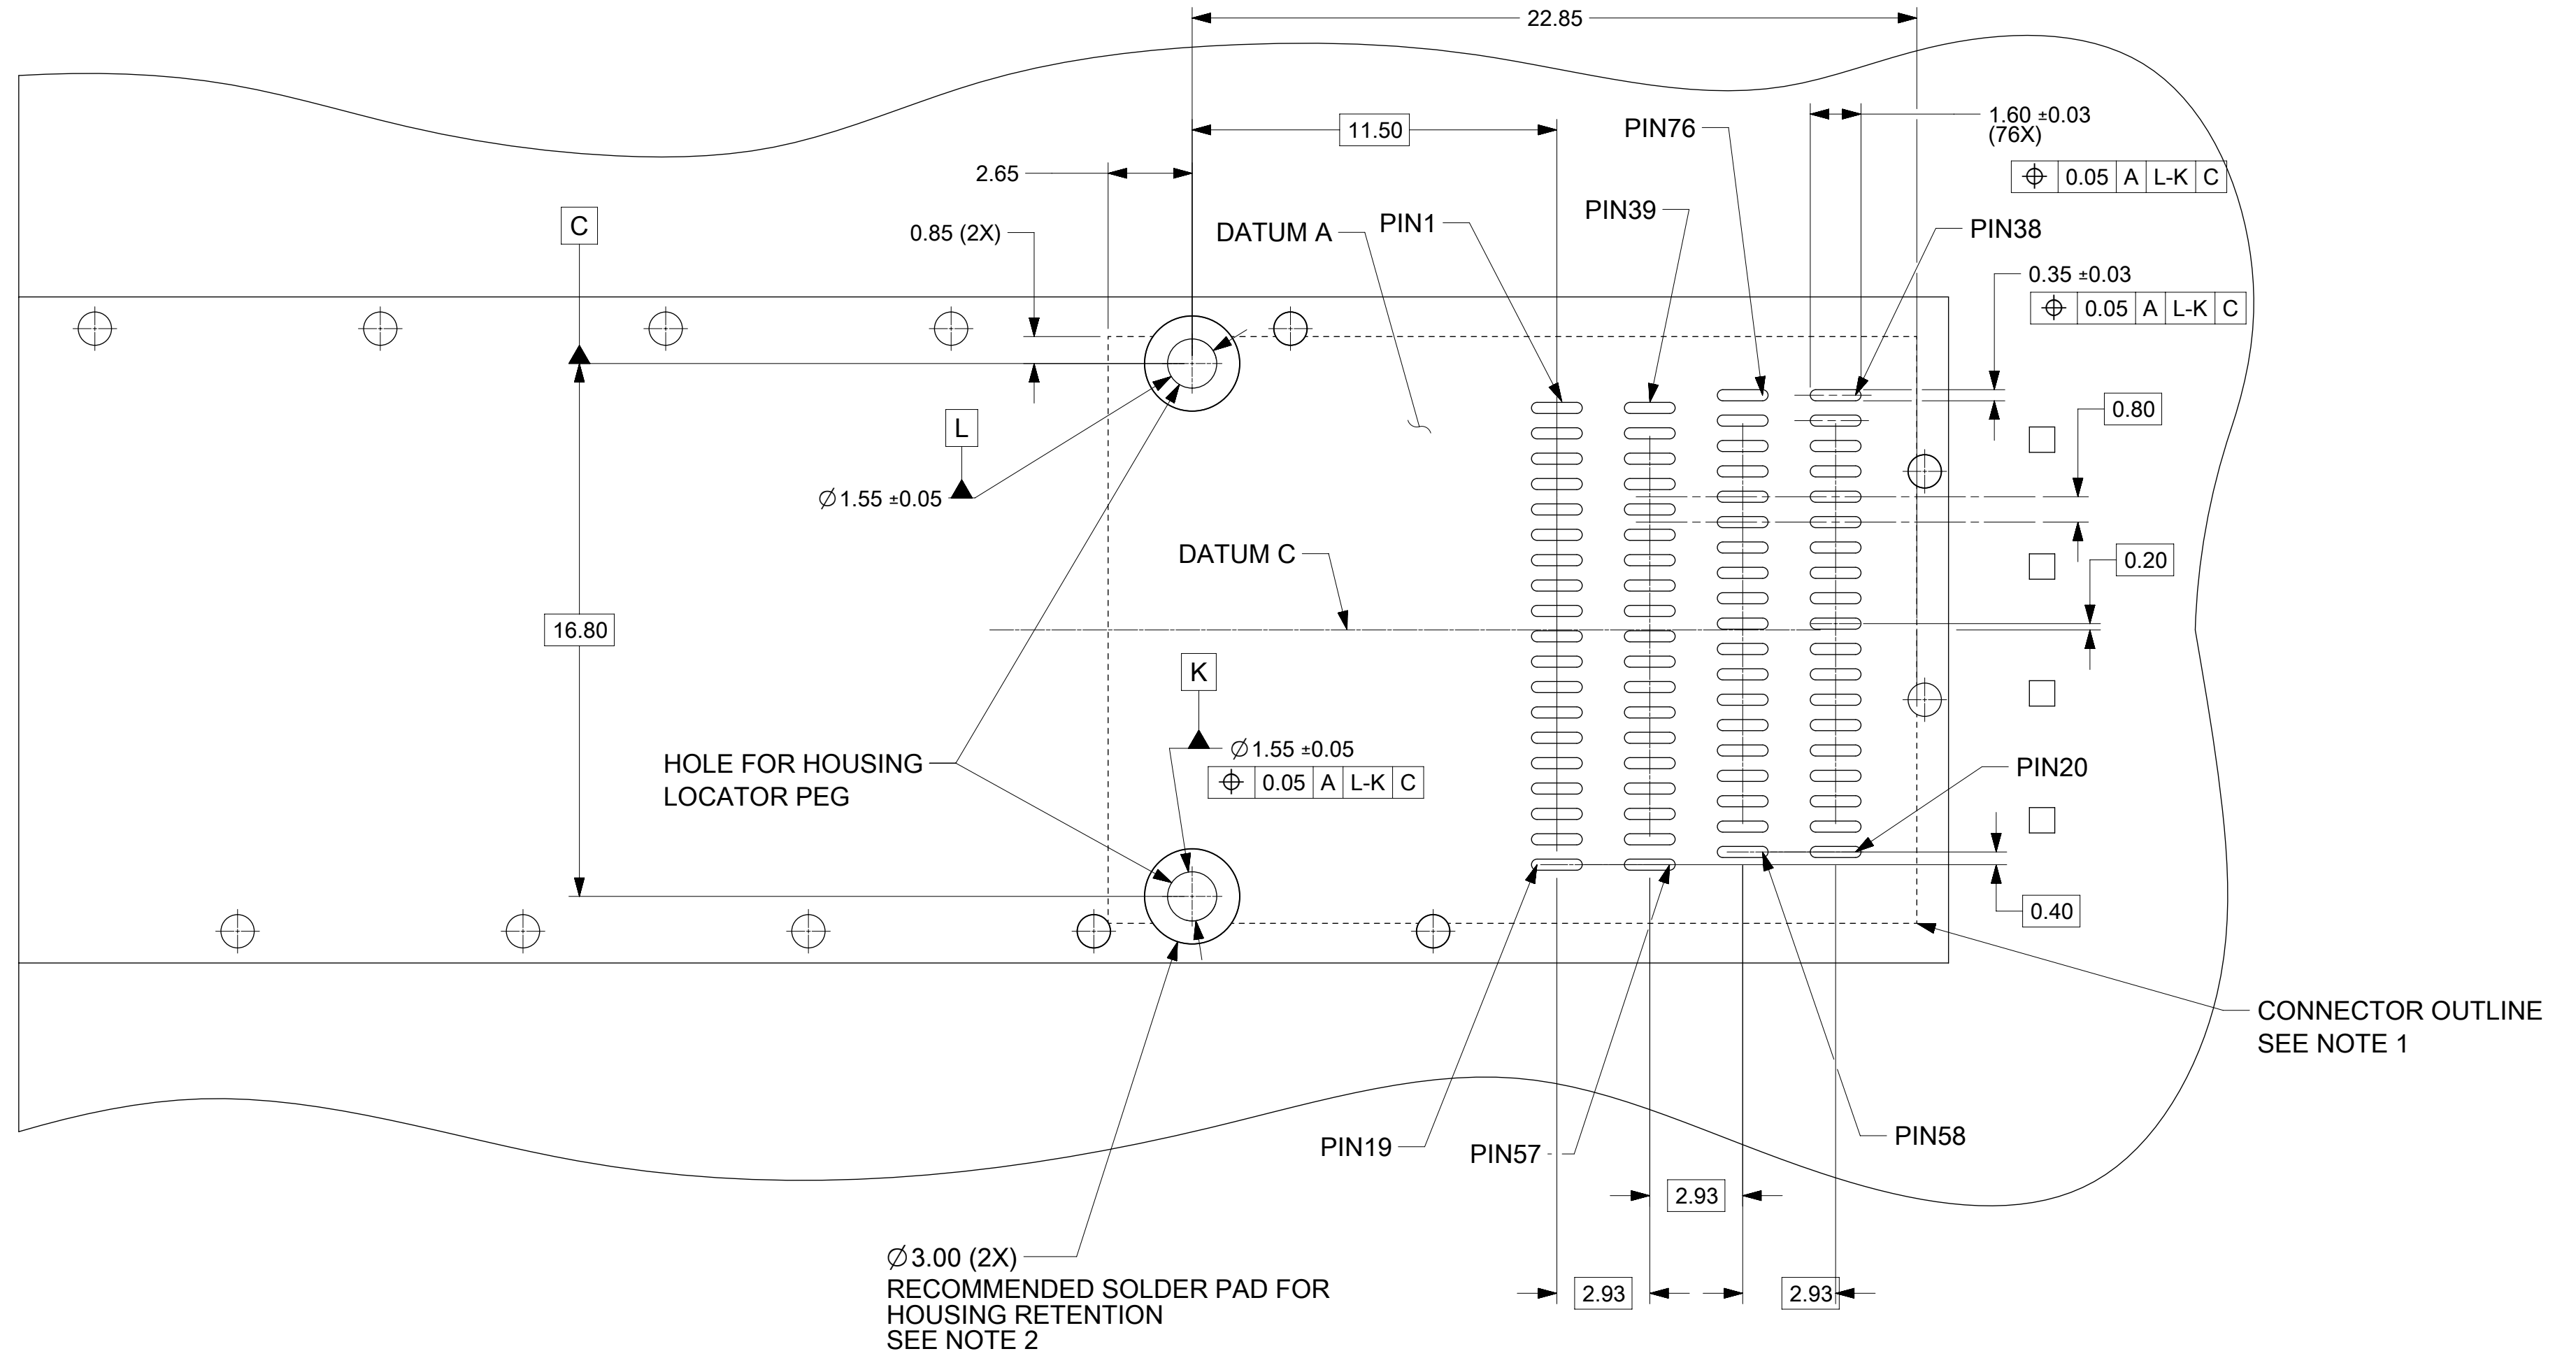 22.85
1.60 ±0.03
(76X)
11.50
PIN76
2.65
⌖ 0.05 A L-K C
PIN39
C
PIN1
DATUM A
0.85 (2X)
PIN38
0.35 ±0.03
⌖ 0.05 A L-K C
0.80
L
∅1.55 ±0.05
DATUM C
0.20
16.80
K
∅1.55 ±0.05
⌖ 0.05 A L-K C
HOLE FOR HOUSING
LOCATOR PEG
PIN20
0.40
CONNECTOR OUTLINE
SEE NOTE 1
PIN58
PIN19
PIN57
2.93
∅3.00 (2X)
RECOMMENDED SOLDER PAD FOR
HOUSING RETENTION
SEE NOTE 2
2.93
2.93